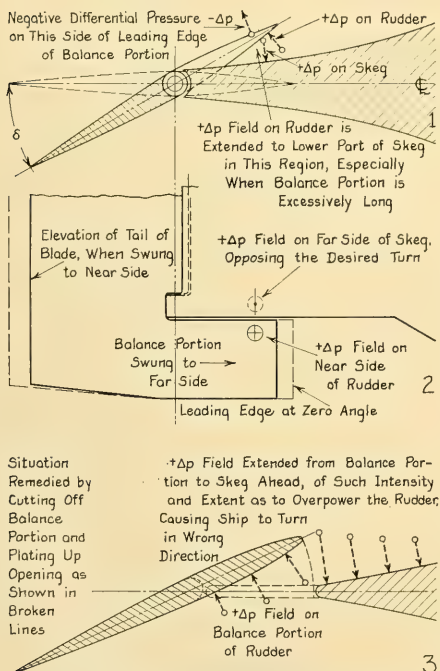 Negative Differential Pressure -Δp
on This Side of Leading Edge
of Balance Portion
+Δp on Rudder
+Δp on Skeg
℄
δ
1
+Δp Field on Rudder is
Extended to Lower Part of Skeg
in This Region, Especially
When Balance Portion is
Excessively Long
Elevation of Tail of
Blade, When Swung
to Near Side
+Δp Field on Far Side of Skeg,
Opposing the Desired Turn
Balance Portion
Swung to
Far Side
+Δp Field on
Near Side
of Rudder
2
Leading Edge at Zero Angle
Situation
Remedied by
Cutting Off
Balance
Portion and
Plating Up
Opening as
Shown in
Broken
Lines
+Δp Field Extended from Balance Por-
tion to Skeg Ahead, of Such Intensity
and Extent as to Overpower the Rudder,
Causing Ship to Turn
in Wrong
Direction
+Δp Field on
Balance Portion
of Rudder
3